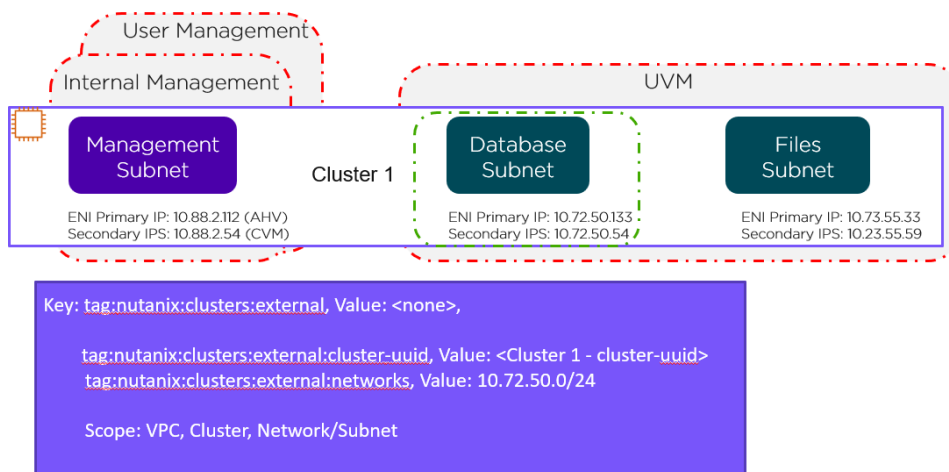 User Management
Internal Management
UVM
Management
Subnet
Cluster 1
Database
Subnet
Files
Subnet
ENI Primary IP: 10.88.2.112 (AHV)
Secondary IPS: 10.88.2.54 (CVM)
ENI Primary IP: 10.72.50.133
Secondary IPS: 10.72.50.54
ENI Primary IP: 10.73.55.33
Secondary IPS: 10.23.55.59
Key: tag:nutanix:clusters:external, Value: <none>,
tag:nutanix:clusters:external:cluster-uuid, Value: <Cluster 1 - cluster-uuid>
tag:nutanix:clusters:external:networks, Value: 10.72.50.0/24
Scope: VPC, Cluster, Network/Subnet